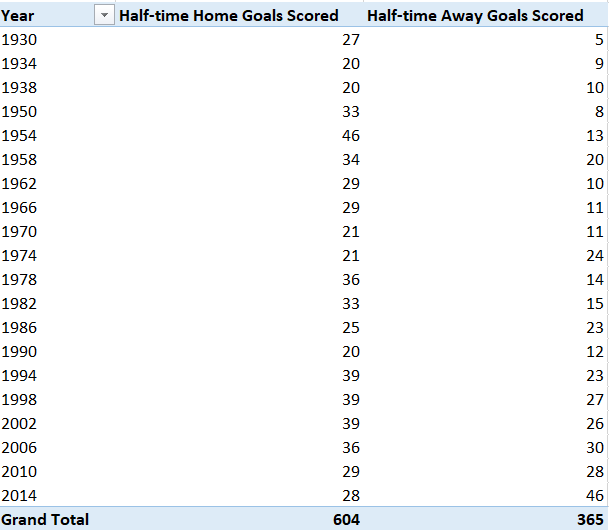 Year Half-time Home Goals Scored Half-time Away Goals Scored
1930 27 5
1934 20 9
1938 20 10
1950 33 8
1954 46 13
1958 34 20
1962 29 10
1966 29 11
1970 21 11
1974 21 24
1978 36 14
1982 33 15
1986 25 23
1990 20 12
1994 39 23
1998 39 27
2002 39 26
2006 36 30
2010 29 28
2014 28 46
Grand Total 604 365